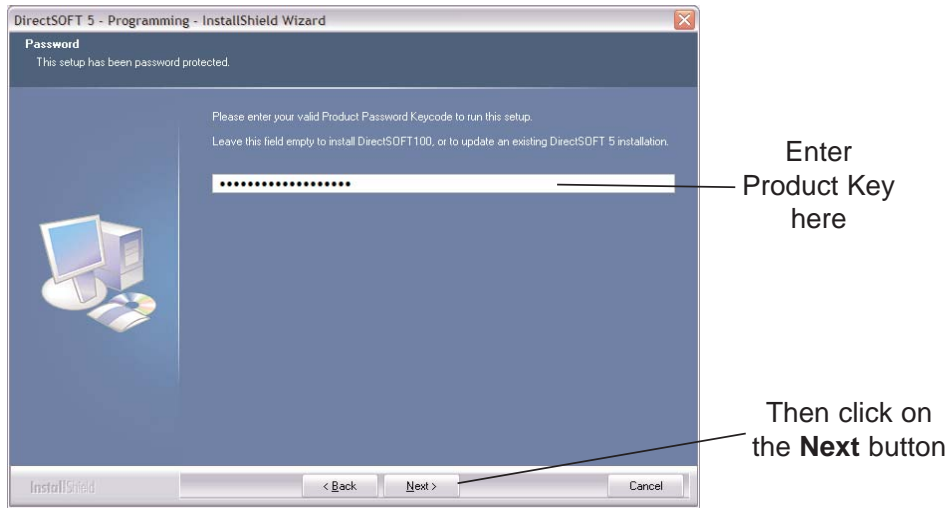 DirectSOFT 5 - Programming - InstallShield Wizard
Password
This setup has been password protected.
Please enter your valid Product Password Keycode to run this setup.
Leave this field empty to install DirectSOFT100, or to update an existing DirectSOFT 5 installation.
•••••••••••••••••••
Enter
Product Key
here
Then click on
the Next button
InstallShield
< Back
Next >
Cancel